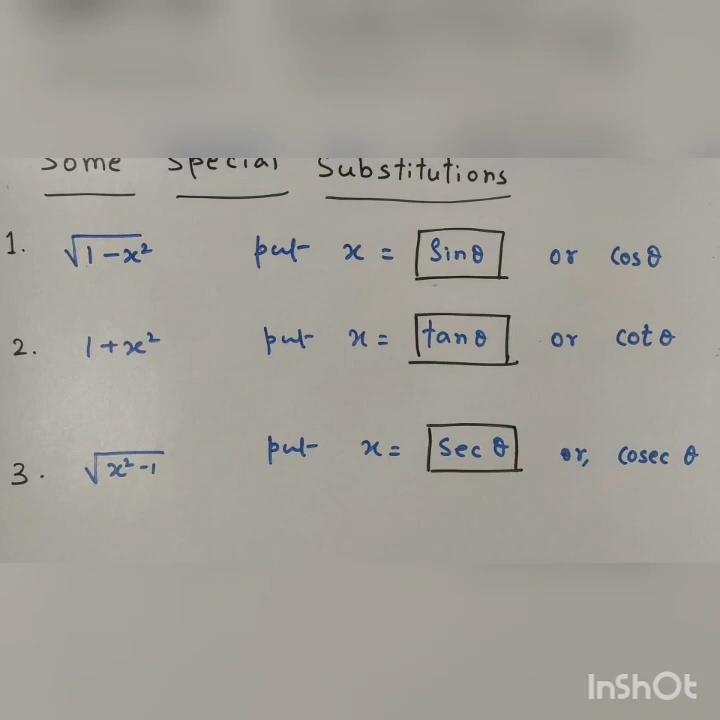 Some Special Substitutions
1. √1-x² put x = sinθ or cosθ
2. 1+x² put x = tanθ or cotθ
3. √x²-1 put x = secθ or, cosec θ
InShOt